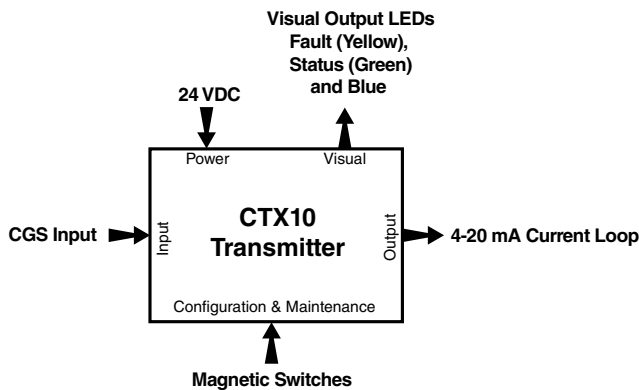 Visual Output LEDs
Fault (Yellow),
Status (Green)
and Blue
24 VDC
Power
Visual
CGS Input
Input
CTX10
Transmitter
Output
4-20 mA Current Loop
Configuration & Maintenance
Magnetic Switches